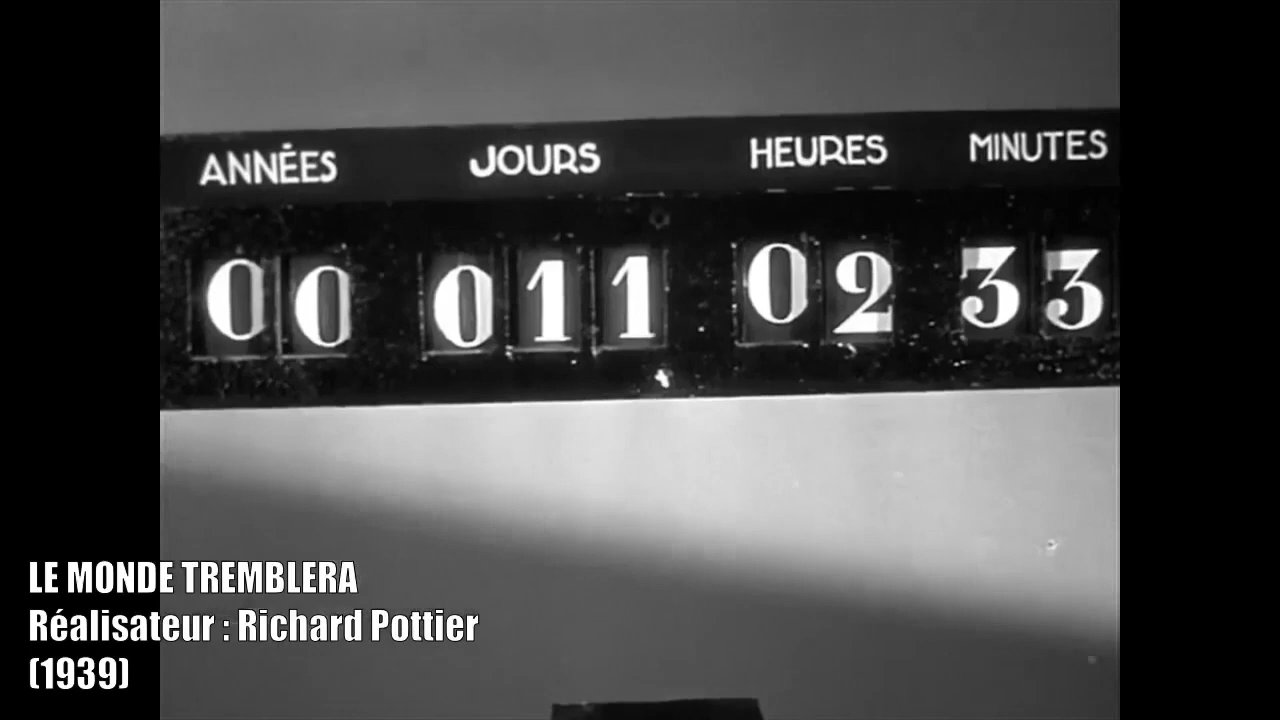 ANNÉES JOURS HEURES MINUTES
00 011 02 33
LE MONDE TREMBLERA
Réalisateur : Richard Pottier
(1939)